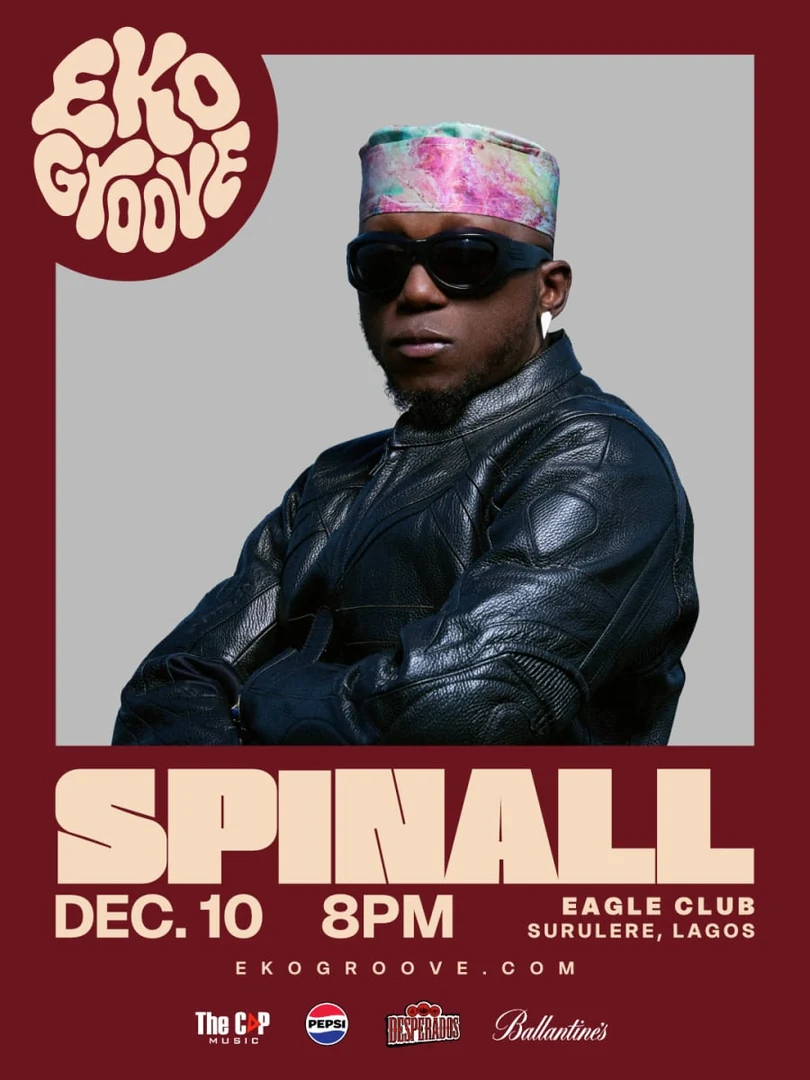 EKO
GROOVE
SPINALL
DEC. 10 8PM
EAGLE CLUB
SURULERE, LAGOS
EKOGROOVE.COM
The CAP
MUSIC
PEPSI
DESPERADOS
Ballantine's